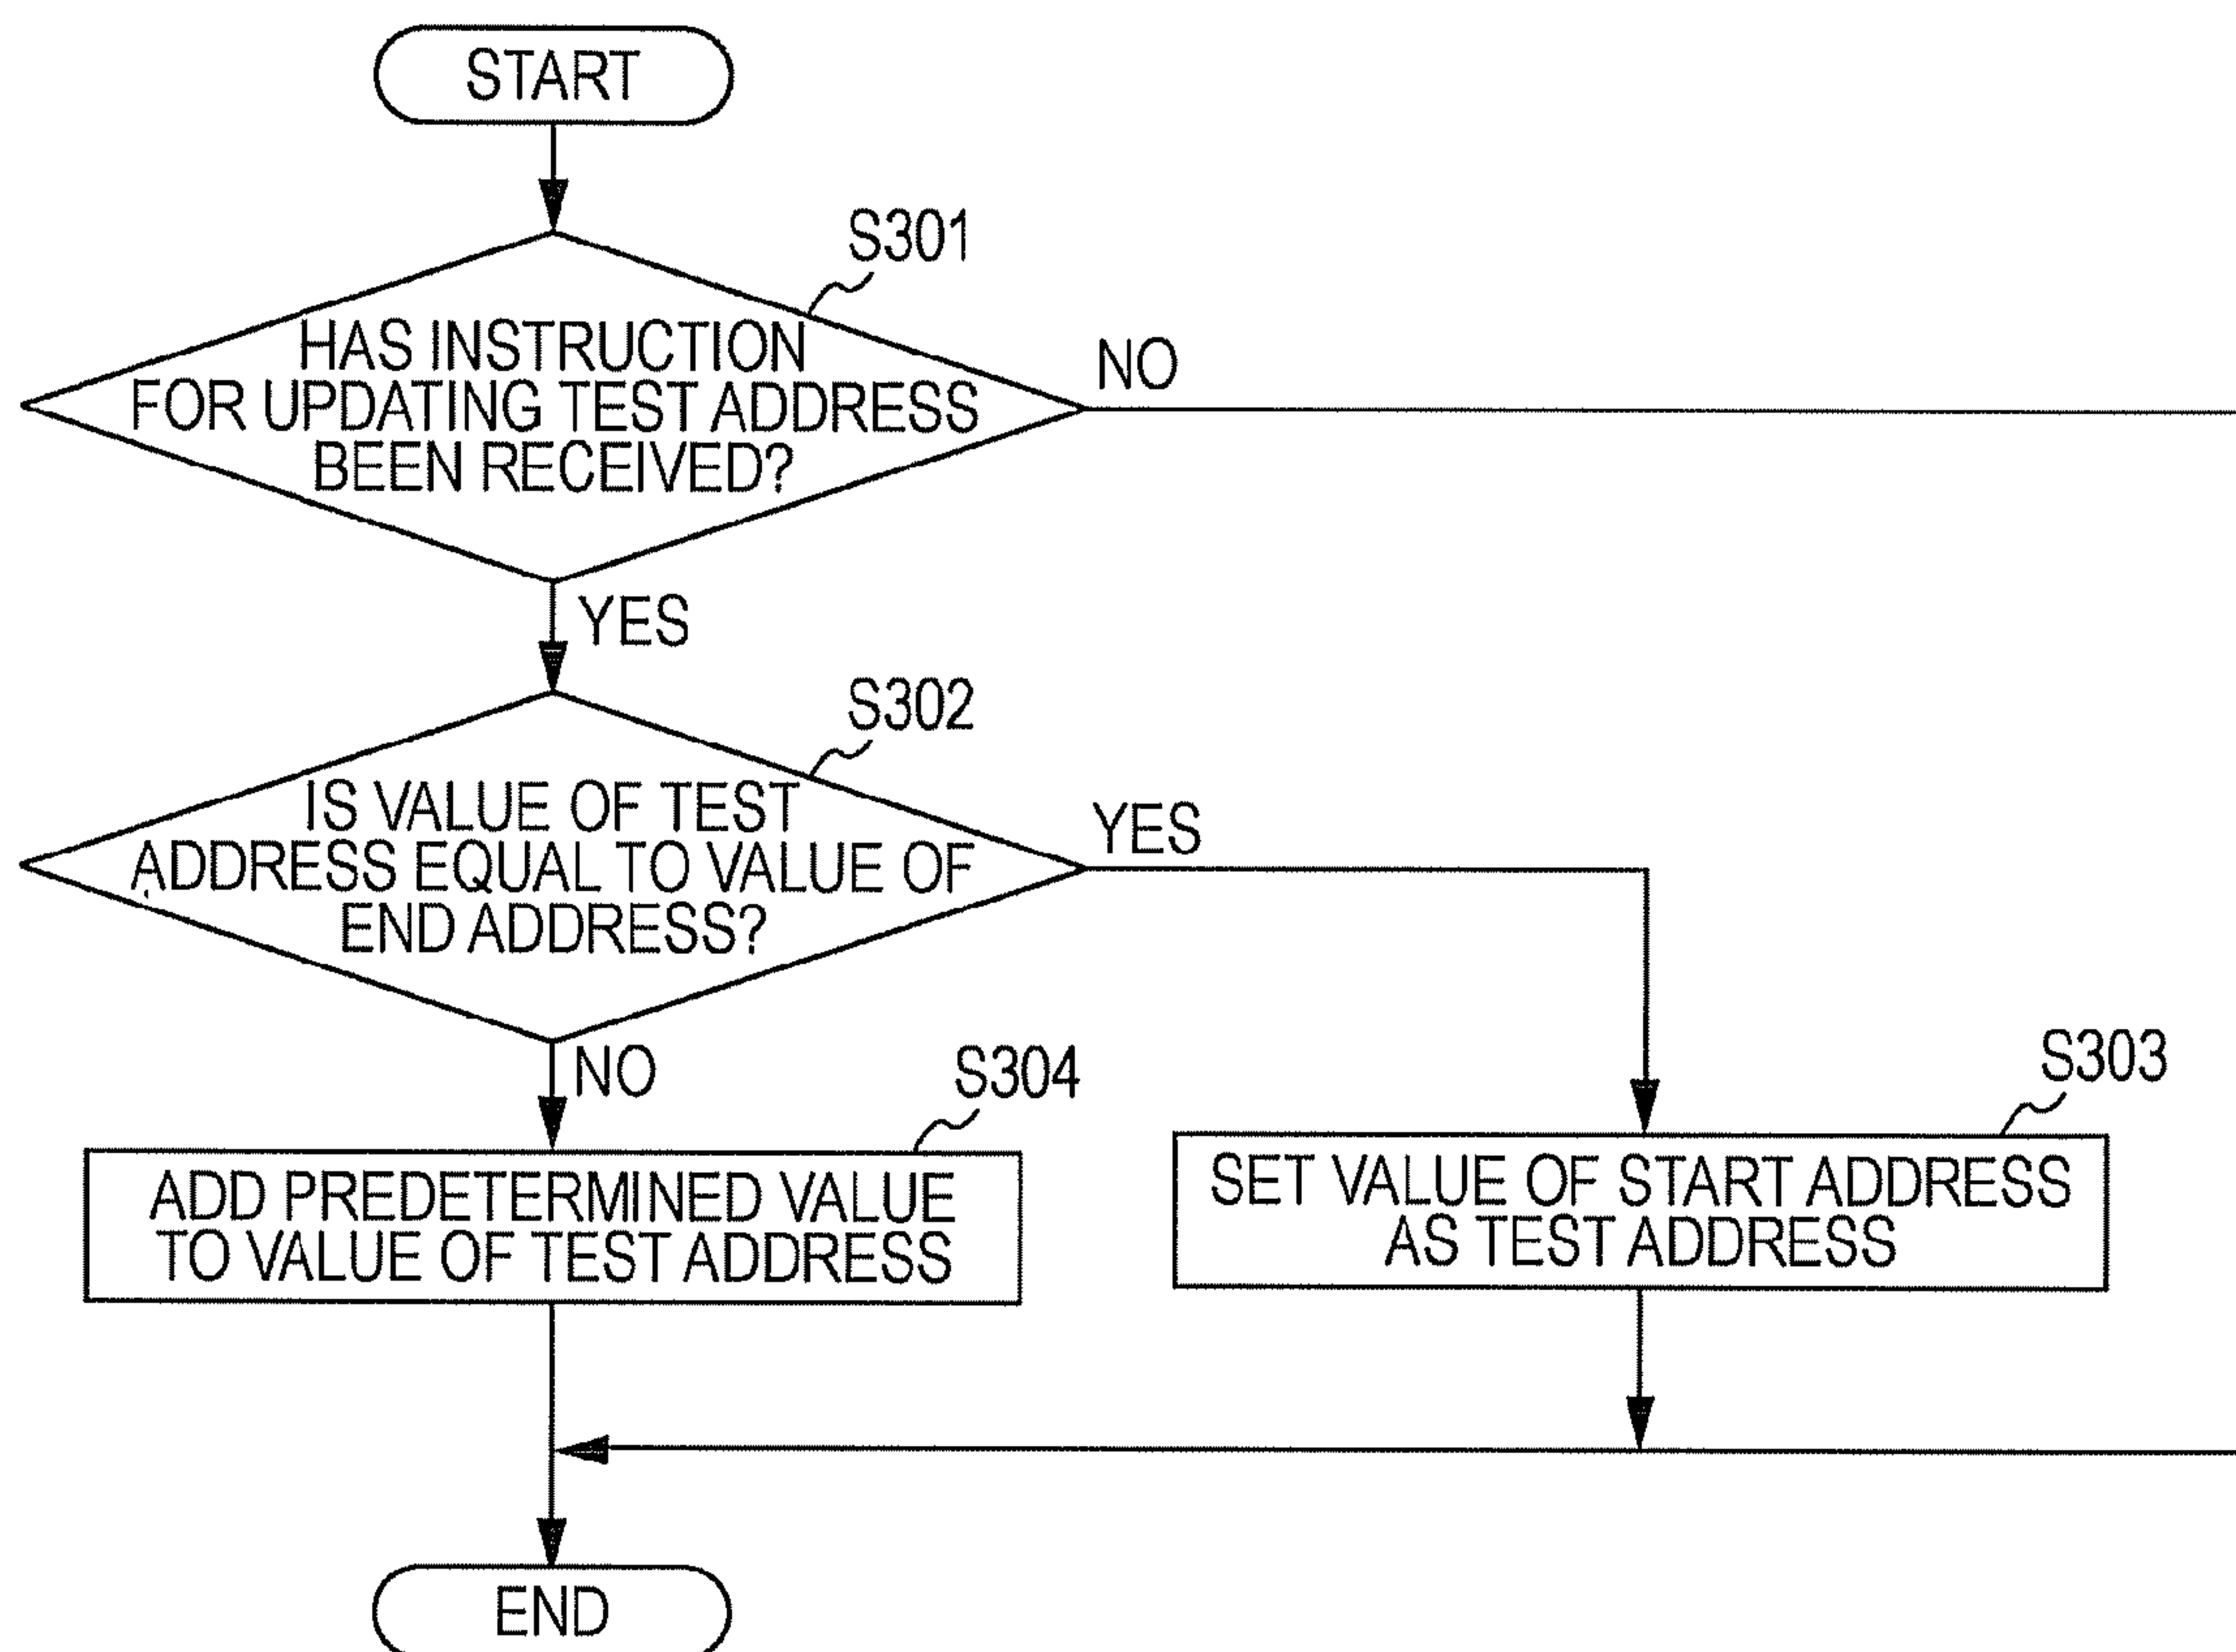 START
S301
HAS INSTRUCTION
FOR UPDATING TEST ADDRESS
BEEN RECEIVED?
NO
YES
S302
IS VALUE OF TEST
ADDRESS EQUAL TO VALUE OF
END ADDRESS?
YES
NO
S304
ADD PREDETERMINED VALUE
TO VALUE OF TEST ADDRESS
S303
SET VALUE OF START ADDRESS
AS TEST ADDRESS
END